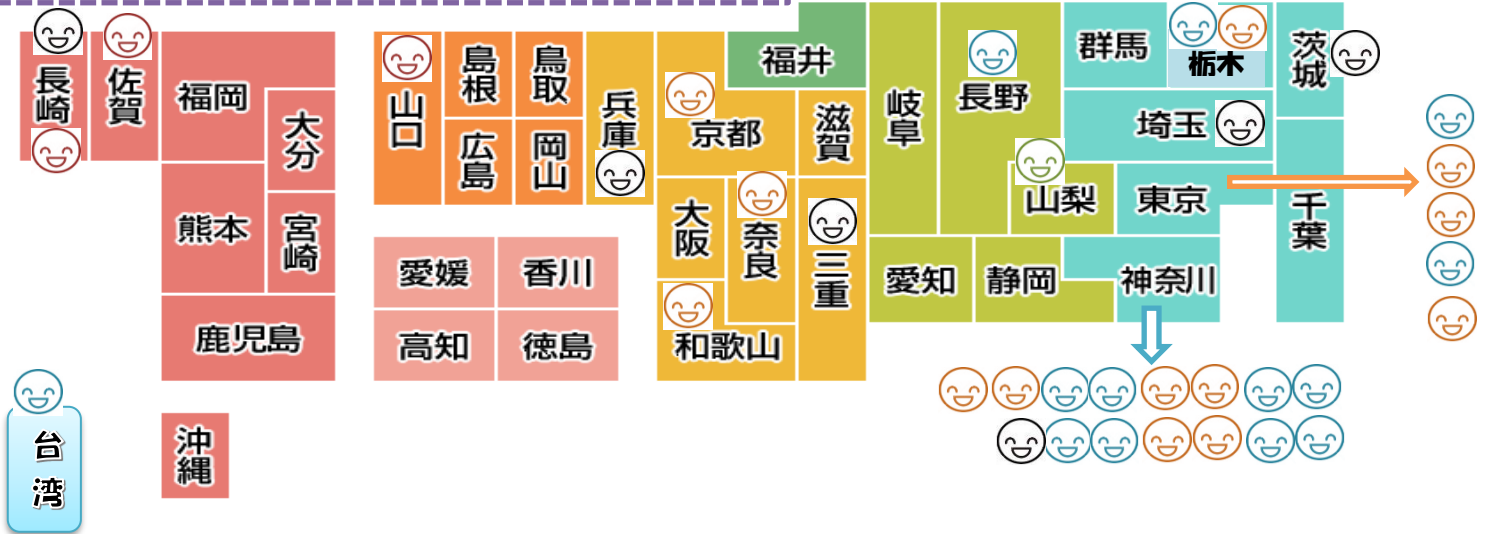 長崎
佐賀
福岡
大分
熊本
宮崎
鹿児島
沖縄
台湾
山口
島根
鳥取
広島
岡山
兵庫
愛媛
香川
高知
徳島
福井
京都
滋賀
大阪
奈良
三重
和歌山
岐阜
長野
山梨
愛知
静岡
群馬
栃木
茨城
埼玉
東京
千葉
神奈川